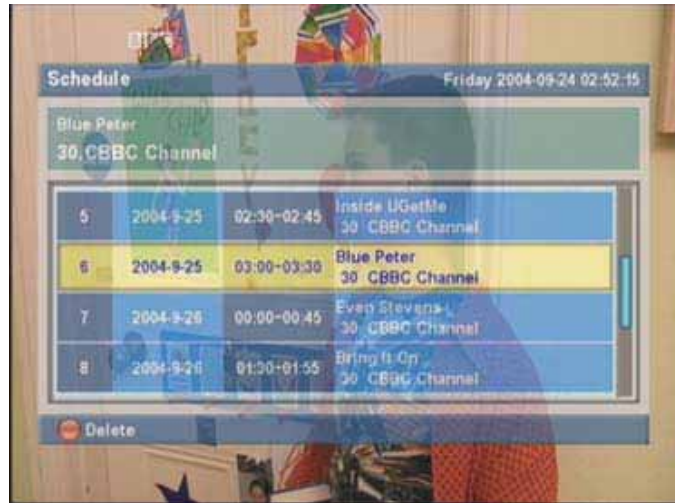 Schedule Friday 2004-09-24 02:52:15
Blue Peter
30.CBBC Channel
5 2004-9-25 02:30-02:45 Inside UGetMe
30 CBBC Channel
6 2004-9-25 03:00-03:30 Blue Peter
30 CBBC Channel
7 2004-9-26 00:00-00:45 Even Stevens
30 CBBC Channel
8 2004-9-26 01:30-01:55 Bring It On
30 CBBC Channel
Delete